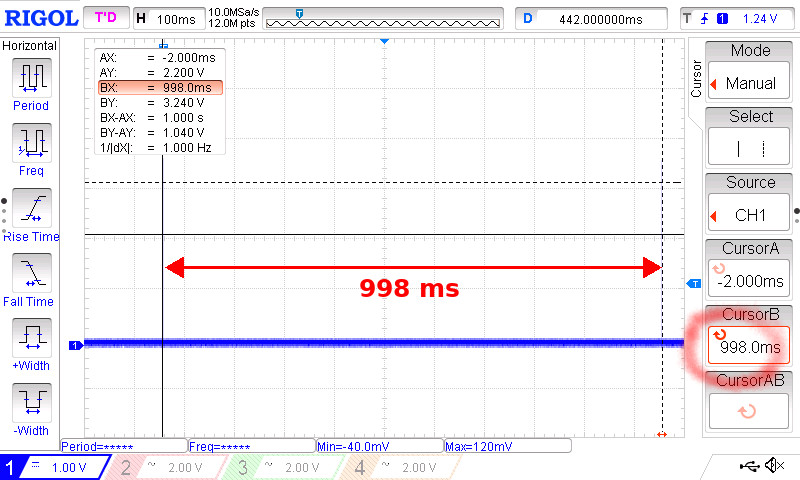 RIGOL T'D H 100ms 10.0MSa/s 12.0M pts T D 442.000000ms T 1 1.24 V
Horizontal
Period
Freq
Rise Time
Fall Time
+Width
-Width
AX: = -2.000ms
AY: = 2.200 V
BX: = 998.0ms
BY: = 3.240 V
BX-AX: = 1.000 s
BY-AY: = 1.040 V
1/|dX|: = 1.000 Hz
998 ms
T
1
Cursor
Mode
Manual
Select
Source
CH1
CursorA
-2.000ms
CursorB
998.0ms
CursorAB
Period=***** Freq=***** Min=-40.0mV Max=120mV
1 1.00 V 2 ~ 2.00 V 3 ~ 2.00 V 4 ~ 2.00 V